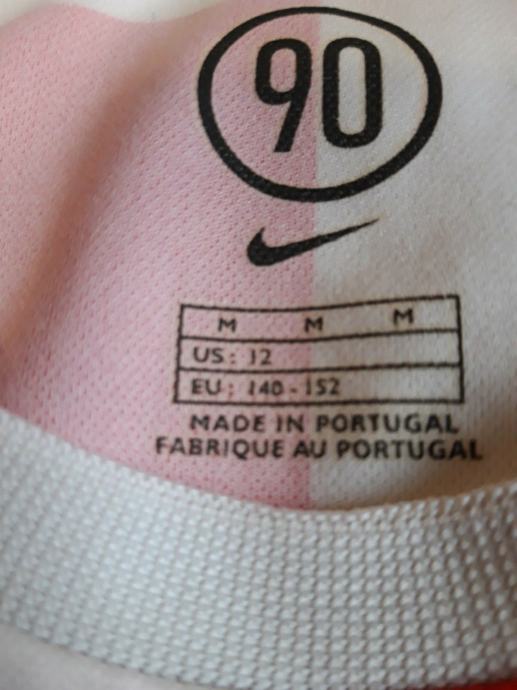 90
M M M
US: 12
EU: 140-152
MADE IN PORTUGAL
FABRIQUE AU PORTUGAL